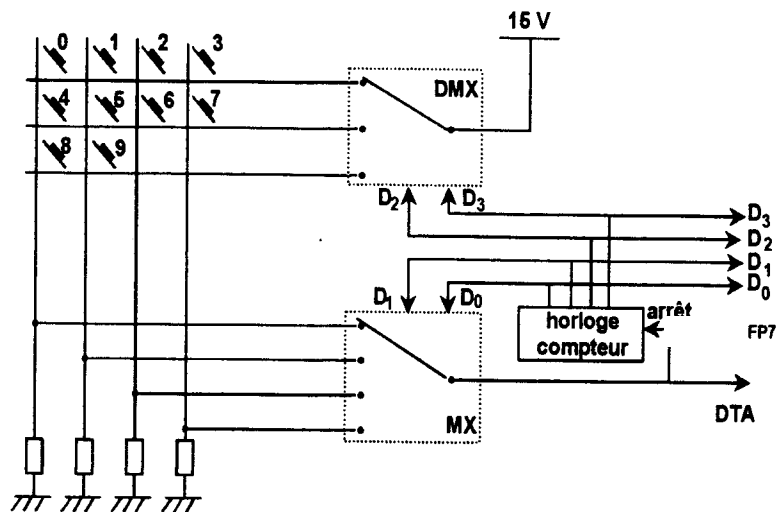 15 V
0 1 2 3
DMX
4 5 6 7
8 9
D2 D3
D3
D2
D1
D0
D1 D0
horloge
compteur
arrêt
FP7
MX
DTA